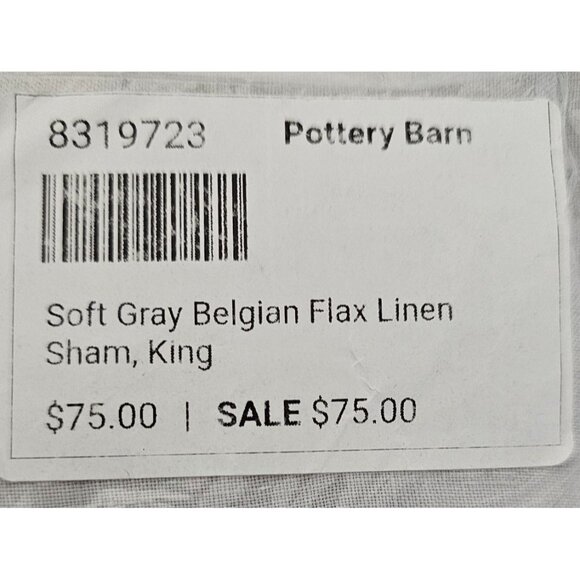 8319723 Pottery Barn
Soft Gray Belgian Flax Linen
Sham, King
$75.00 | SALE $75.00